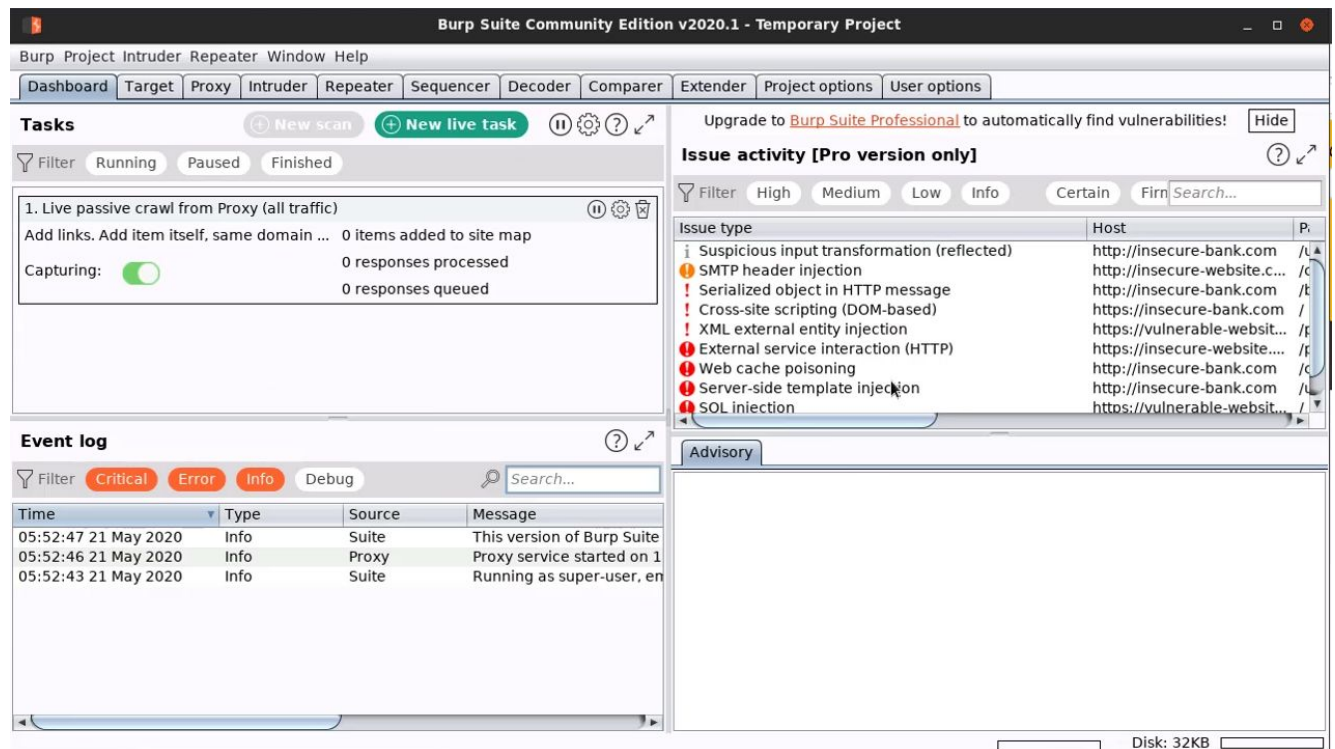 Burp Suite Community Edition v2020.1 - Temporary Project
Burp Project Intruder Repeater Window Help
Dashboard Target Proxy Intruder Repeater Sequencer Decoder Comparer Extender Project options User options
Tasks New scan New live task
Filter Running Paused Finished
1. Live passive crawl from Proxy (all traffic)
Add links. Add item itself, same domain ... 0 items added to site map
Capturing: 0 responses processed
0 responses queued
Event log
Filter Critical Error Info Debug Search...
Time Type Source Message
05:52:47 21 May 2020 Info Suite This version of Burp Suite
05:52:46 21 May 2020 Info Proxy Proxy service started on 1
05:52:43 21 May 2020 Info Suite Running as super-user, em
Upgrade to Burp Suite Professional to automatically find vulnerabilities! Hide
Issue activity [Pro version only]
Filter High Medium Low Info Certain Firm Search...
Issue type Host
Suspicious input transformation (reflected) http://insecure-bank.com
SMTP header injection http://insecure-website.c...
Serialized object in HTTP message http://insecure-bank.com
Cross-site scripting (DOM-based) https://insecure-bank.com /
XML external entity injection https://vulnerable-websit...
External service interaction (HTTP) https://insecure-website....
Web cache poisoning http://insecure-bank.com
Server-side template injection http://insecure-bank.com
SQL injection https://vulnerable-websit... /
Advisory
Disk: 32KB